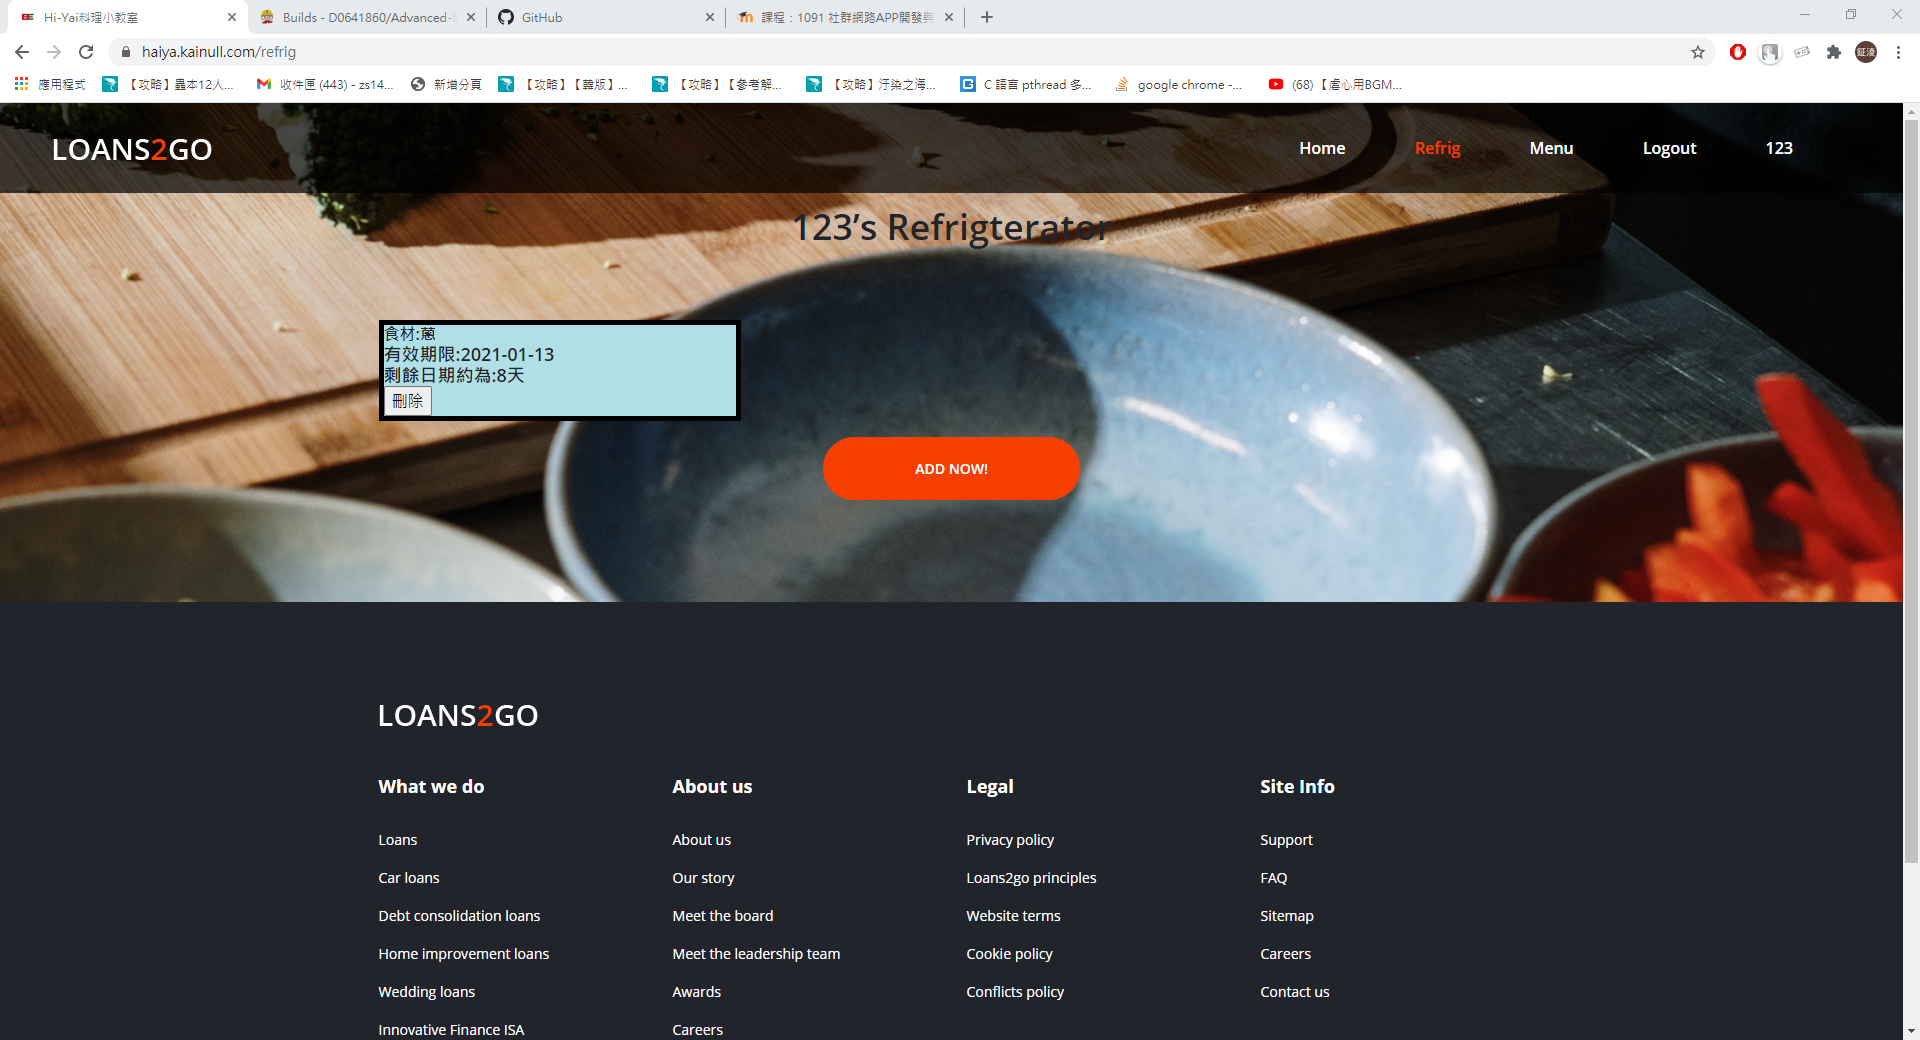 Hi-Yai料理小教室
Builds - D0641860/Advanced-S
GitHub
課程：1091 社群網路APP開發與
haiya.kainull.com/refrig
應用程式
【攻略】蟲本12人...
收件匣 (443) - zs14...
新增分頁
【攻略】【韓版】...
【攻略】【參考解...
【攻略】汙染之海...
C 語言 pthread 多...
google chrome -...
(68)【虐心用BGM...
LOANS2GO
Home
Refrig
Menu
Logout
123
123’s Refrigterator
食材:蔥
有效期限:2021-01-13
剩餘日期約為:8天
刪除
ADD NOW!
LOANS2GO
What we do
Loans
Car loans
Debt consolidation loans
Home improvement loans
Wedding loans
Innovative Finance ISA
About us
About us
Our story
Meet the board
Meet the leadership team
Awards
Careers
Legal
Privacy policy
Loans2go principles
Website terms
Cookie policy
Conflicts policy
Site Info
Support
FAQ
Sitemap
Careers
Contact us